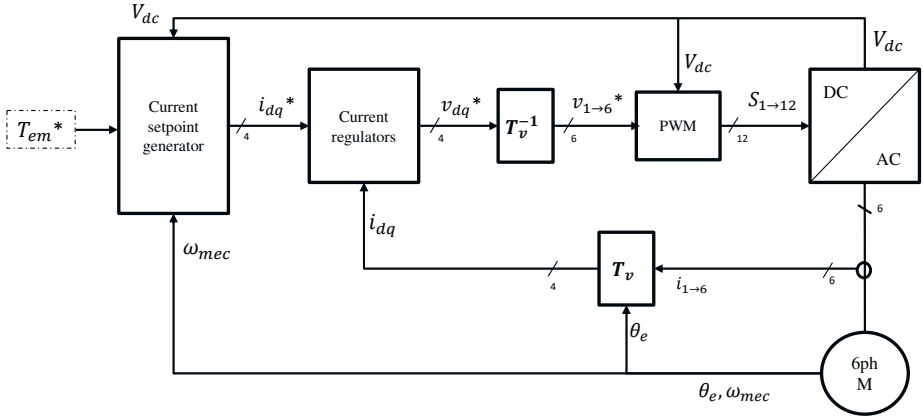 V_dc
V_dc
V_dc
Current
setpoint
generator
T_em*
i_dq*
4
Current
regulators
v_dq*
4
T_v^-1
v_1→6*
6
PWM
S_1→12
12
DC
AC
6
ω_mec
i_dq
4
T_v
i_1→6
6
θ_e
θ_e, ω_mec
6ph
M